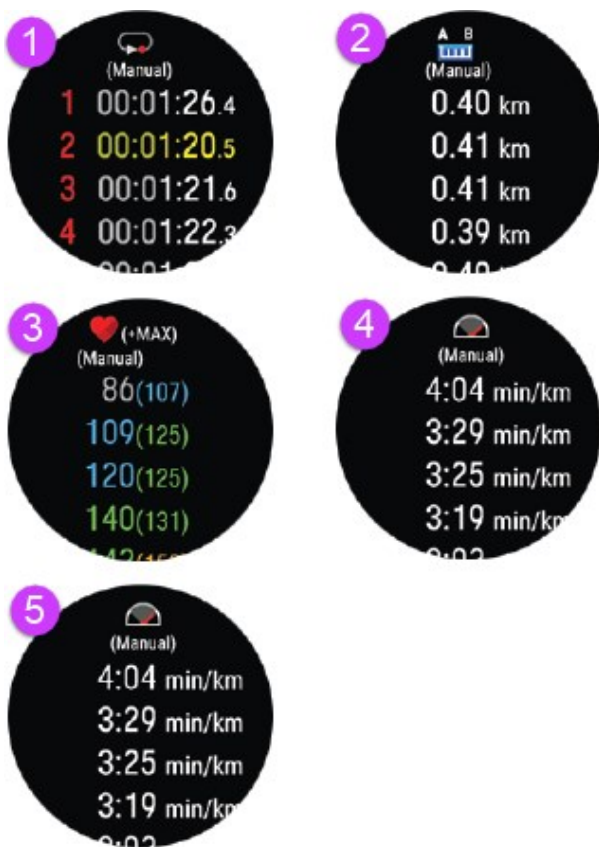 1
(Manual)
1 00:01:26.4
2 00:01:20.5
3 00:01:21.6
4 00:01:22.3
2
A B
(Manual)
0.40 km
0.41 km
0.41 km
0.39 km
3
(+MAX)
(Manual)
86(107)
109(125)
120(125)
140(131)
4
(Manual)
4:04 min/km
3:29 min/km
3:25 min/km
3:19 min/km
5
(Manual)
4:04 min/km
3:29 min/km
3:25 min/km
3:19 min/km